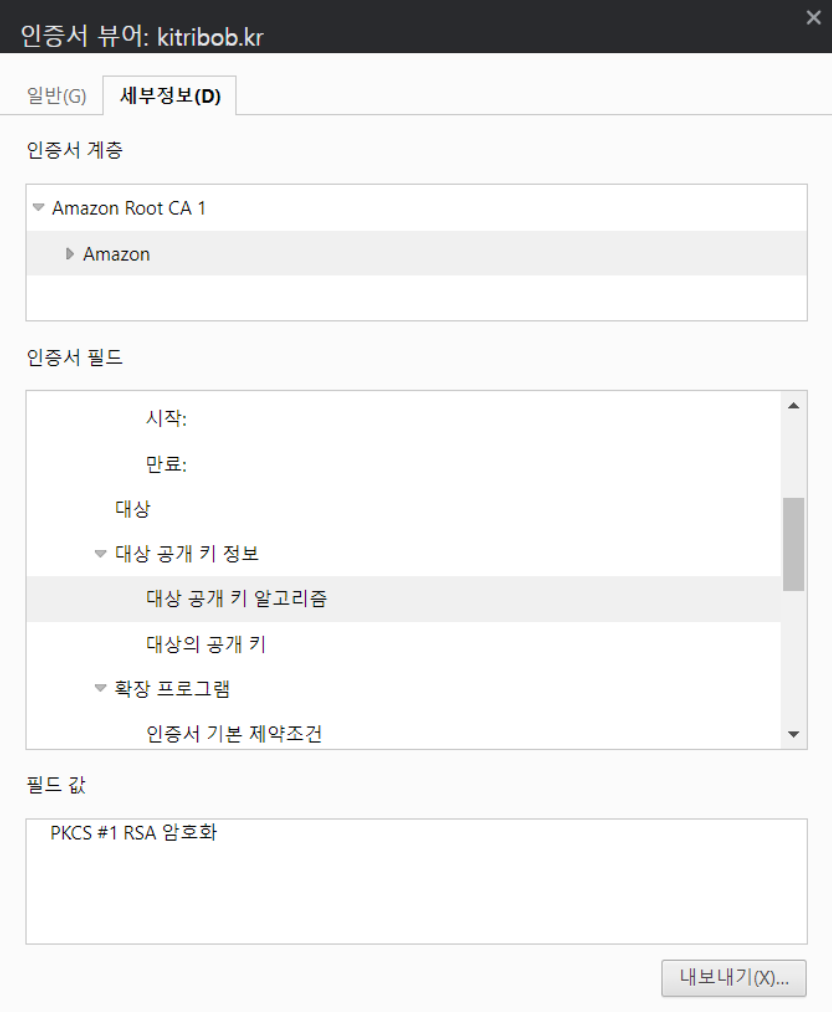 인증서 뷰어: kitribob.kr
일반(G)
세부정보(D)
인증서 계층
Amazon Root CA 1
Amazon
인증서 필드
시작:
만료:
대상
대상 공개 키 정보
대상 공개 키 알고리즘
대상의 공개 키
확장 프로그램
인증서 기본 제약조건
필드 값
PKCS #1 RSA 암호화
내보내기(X)...